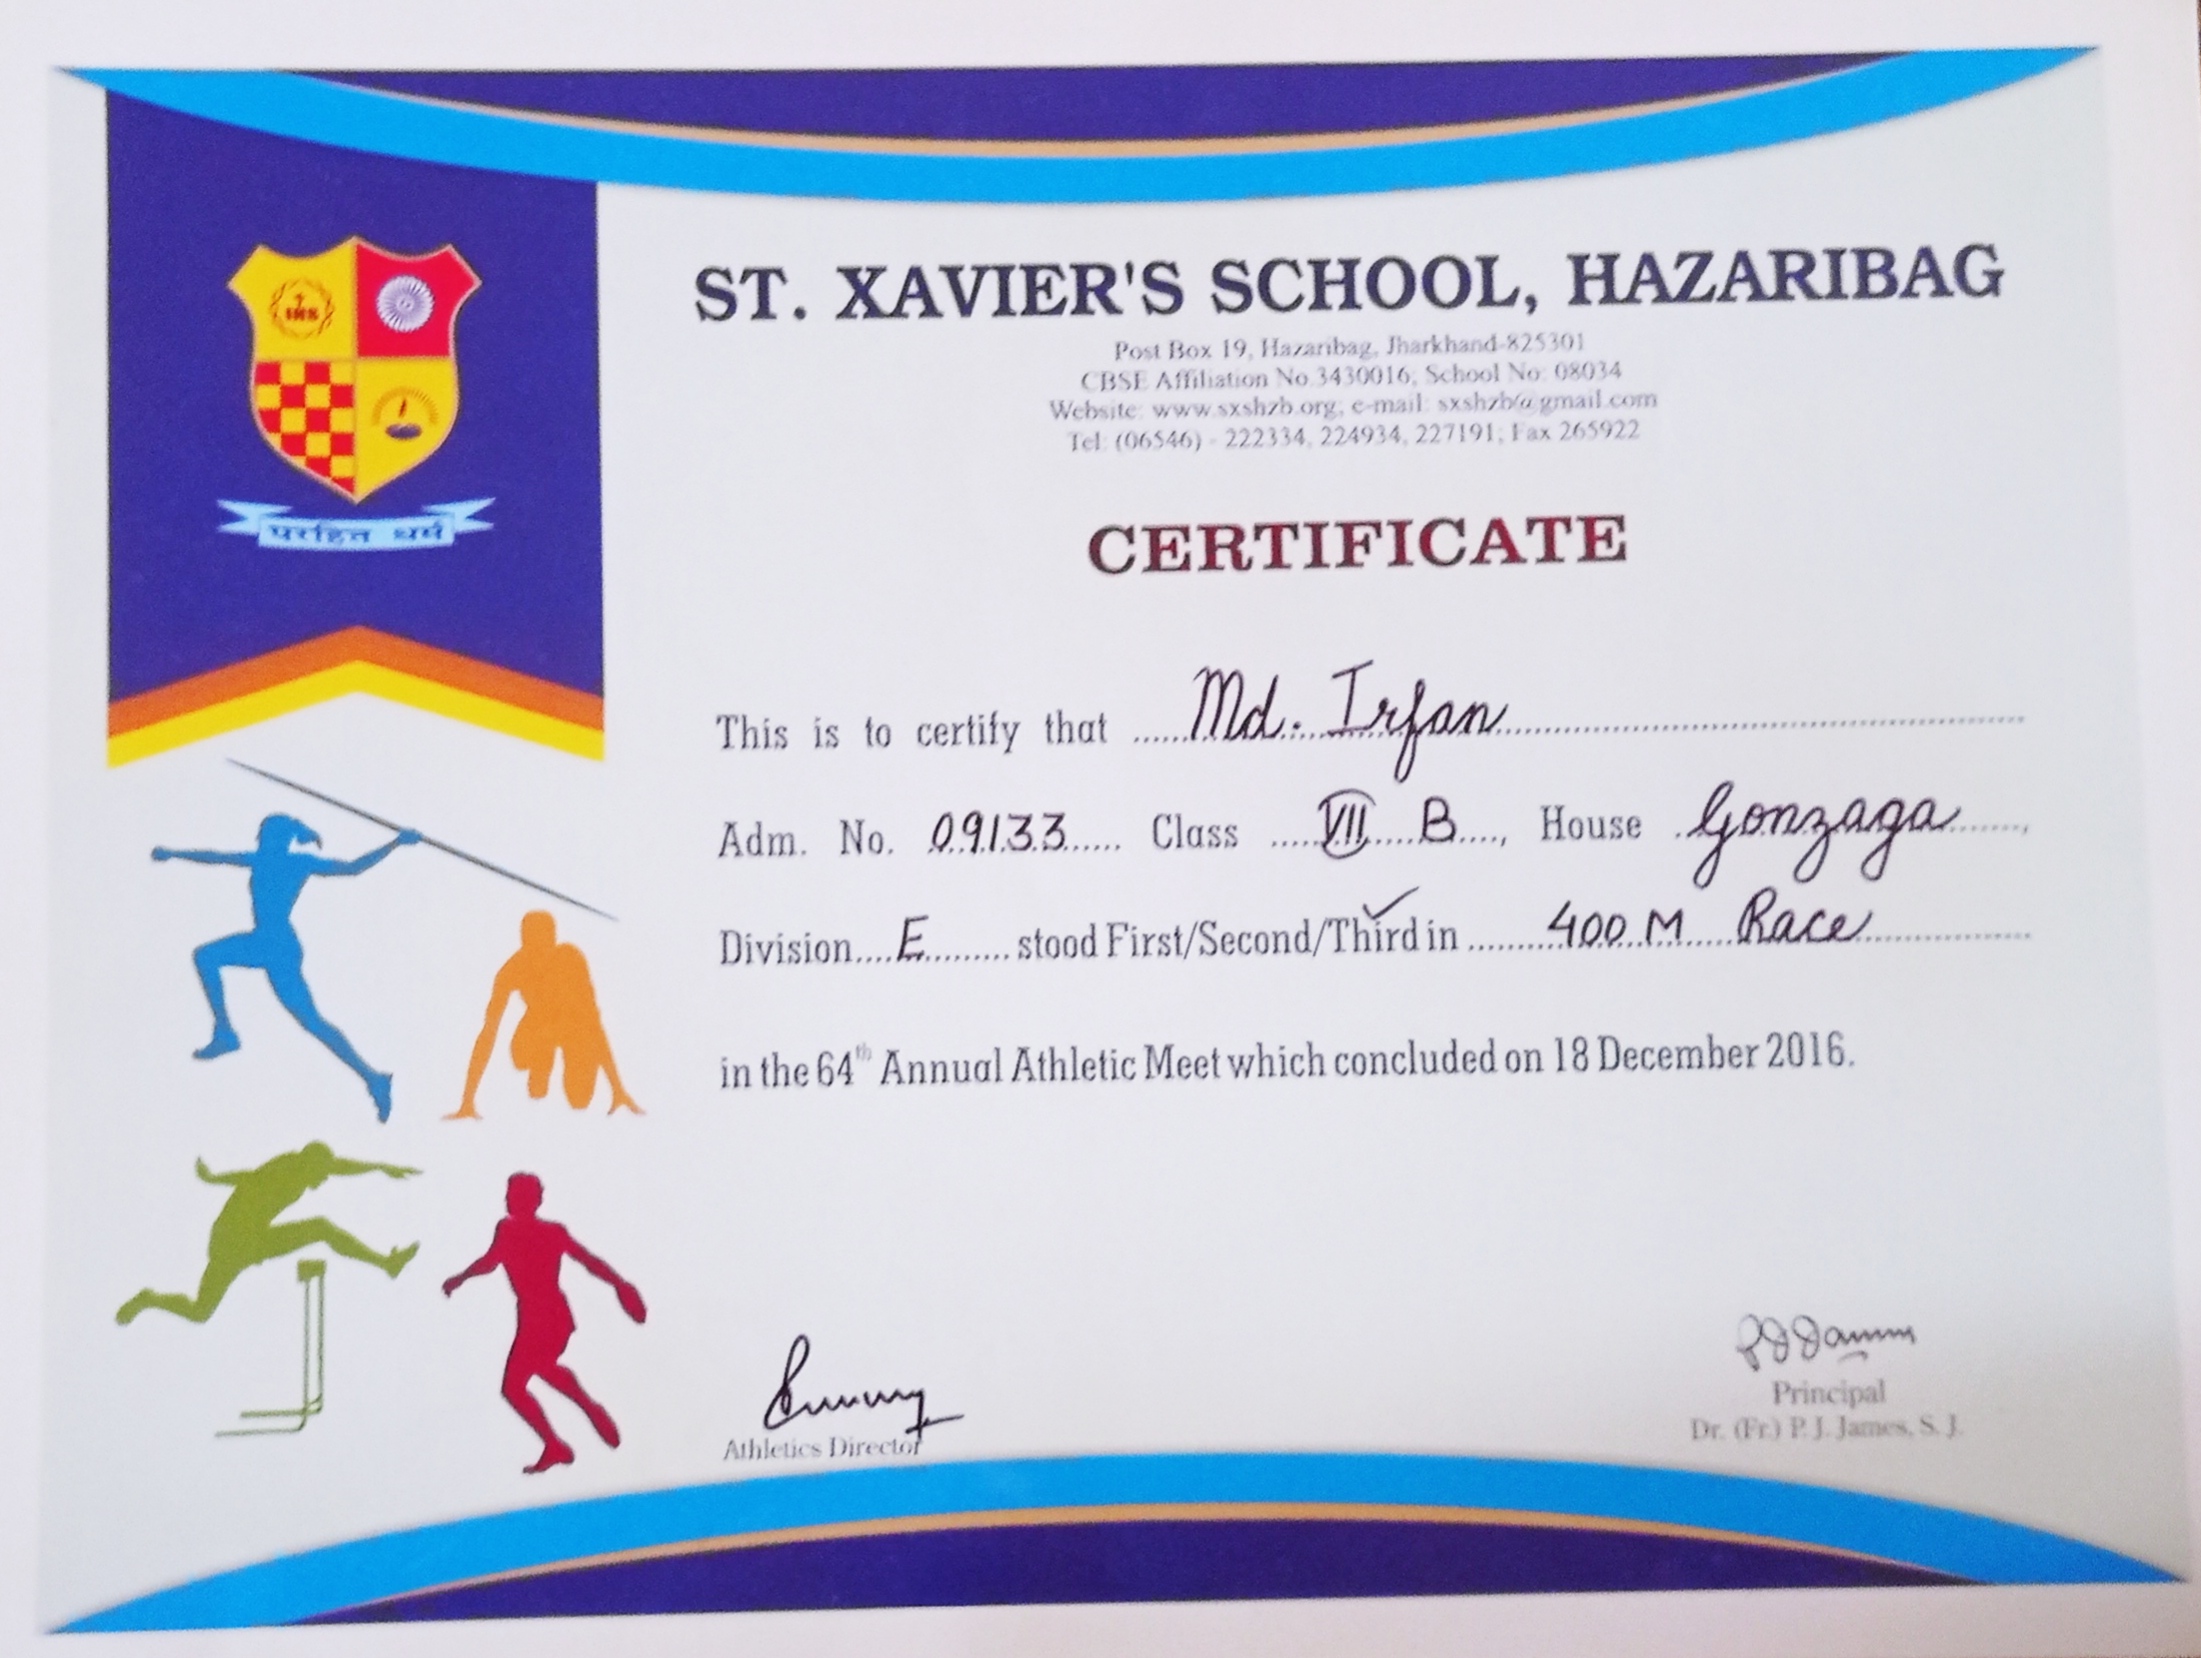 IHS
परहित धर्म
ST. XAVIER'S SCHOOL, HAZARIBAG
Post Box 19, Hazaribag, Jharkhand-825301
CBSE Affiliation No.3430016, School No: 08034
Website: www.sxshzb.org; e-mail: sxshzb@gmail.com
Tel: (06546) - 222334, 224934, 227191; Fax 265922
CERTIFICATE
This is to certify that Md. Irfan
Adm. No. 09133 Class VII B, House Gonzaga,
Division E stood First/Second/Third in 400 M Race
in the 64th Annual Athletic Meet which concluded on 18 December 2016.
Athletics Director
Principal
Dr. (Fr.) P. J. James, S. J.